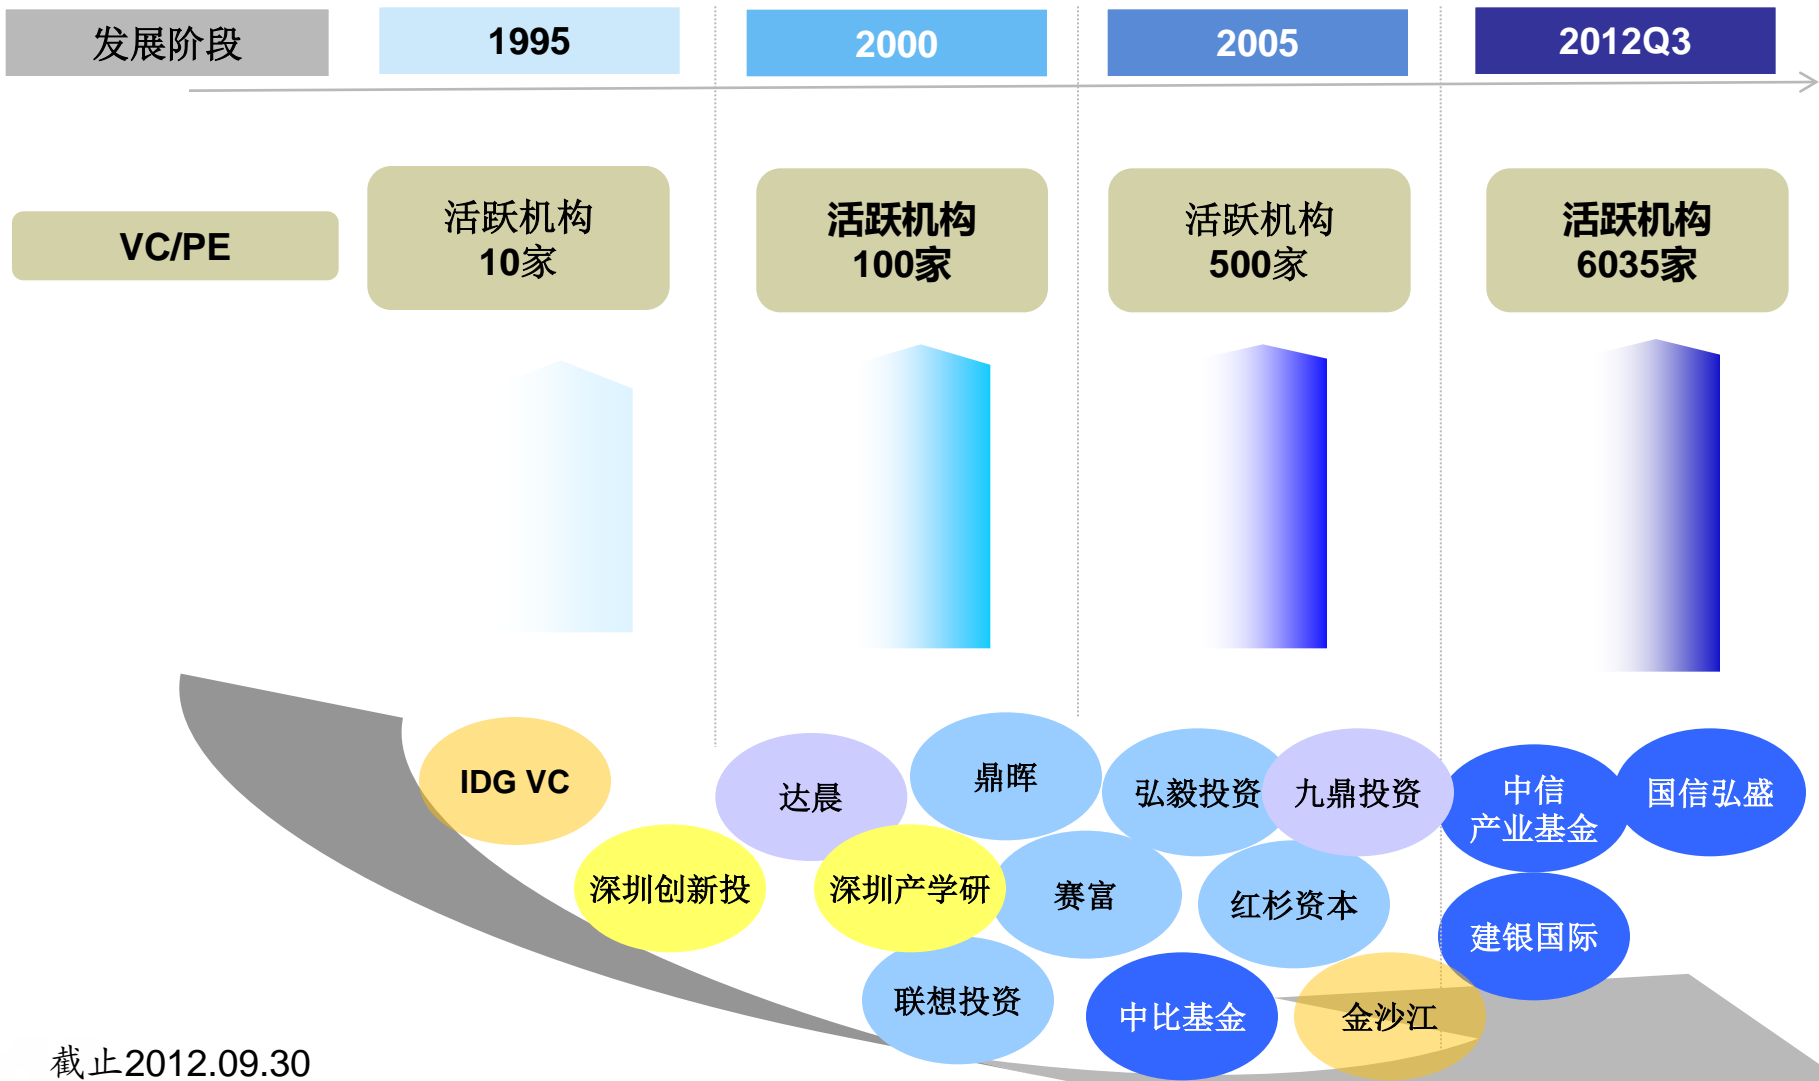 发展阶段
1995
2000
2005
2012Q3
VC/PE
活跃机构
10家
活跃机构
100家
活跃机构
500家
活跃机构
6035家
IDG VC
深圳创新投
达晨
鼎晖
深圳产学研
赛富
联想投资
弘毅投资
九鼎投资
红杉资本
中比基金
金沙江
中信
产业基金
国信弘盛
建银国际
截止2012.09.30